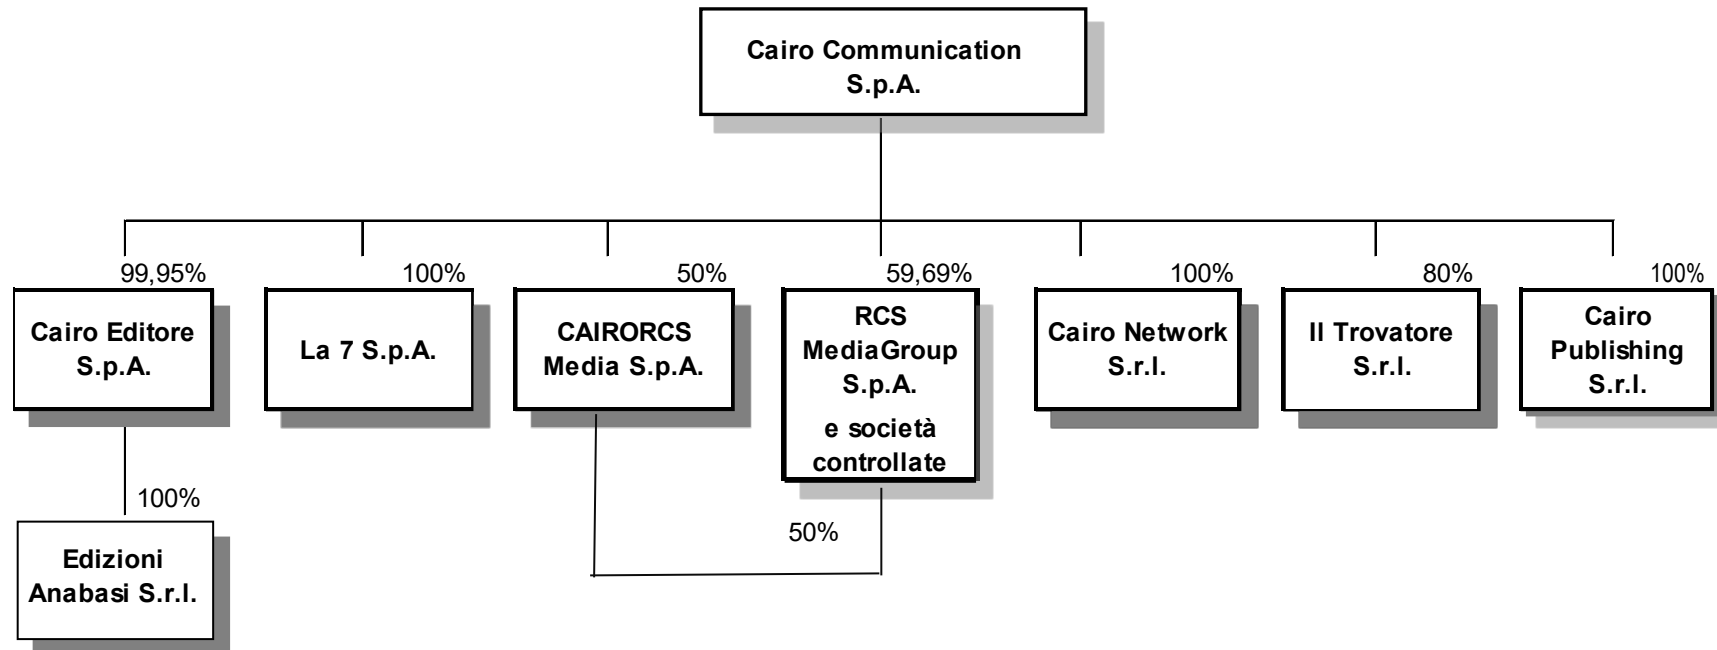 Cairo Communication
S.p.A.
99,95%
100%
50%
59,69%
100%
80%
100%
Cairo Editore
S.p.A.
La 7 S.p.A.
CAIRORCS
Media S.p.A.
RCS
MediaGroup
S.p.A.
e società
controllate
Cairo Network
S.r.l.
Il Trovatore
S.r.l.
Cairo
Publishing
S.r.l.
100%
50%
Edizioni
Anabasi S.r.l.